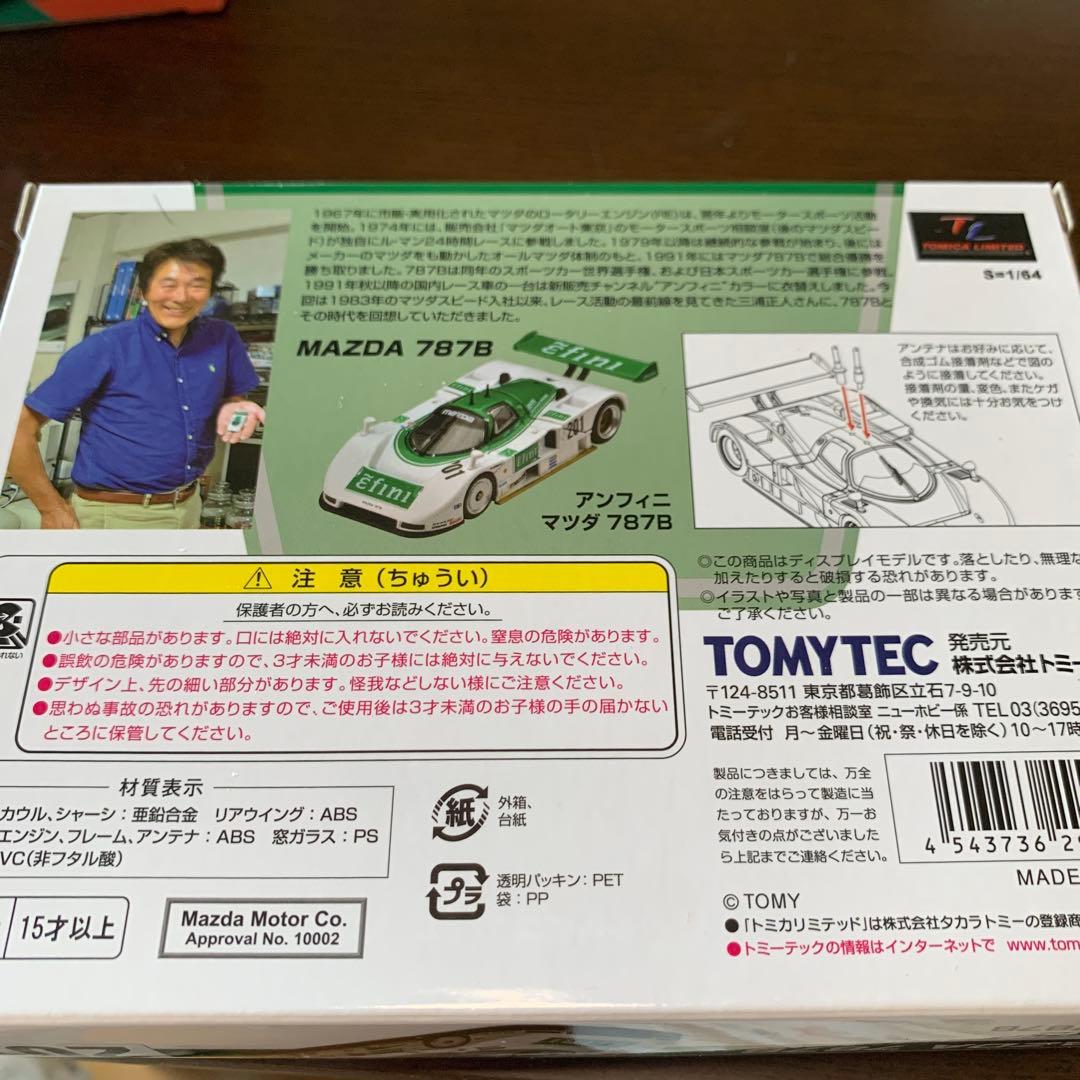 1967年に市販・実用化されたマツダのロータリーエンジン(RE)は、翌年よりモータースポーツ活動
を開始。1974年には、販売会社「マツダオート東京」のモータースポーツ相談室(後のマツダスピー
ド)が独自にル・マン24時間レースに参戦しました。1979年以降は継続的な参戦が始まり、後には
メーカーのマツダをも動かしたオールマツダ体制のもと、1991年にはマツダ787Bで総合優勝を
勝ち取りました。787Bは同年のスポーツカー世界選手権、および日本スポーツカー選手権に参戦。
1991年秋以降の国内レース車の一台は新販売チャンネル"アンフィニ"カラーに衣替えしました。今
回は1983年のマツダスピード入社以来、レース活動の最前線を見てきた三浦正人さんに、787Bと
その時代を回想していただきました。
TL
TOMICA LIMITED
S=1/64
MAZDA 787B
έfini
mazda
έfini
201
έfini
アンフィニ
マツダ 787B
アンテナはお好みに応じて、
合成ゴム接着剤などで図の
ように接着してください。
接着剤の量、変色、またケガ
や換気には十分お気をつけ
ください。
⚠ 注 意(ちゅうい)
保護者の方へ、必ずお読みください。
●小さな部品があります。口には絶対に入れないでください。窒息の危険があります。
●誤飲の危険がありますので、3才未満のお子様には絶対に与えないでください。
●デザイン上、先の細い部分があります。怪我などしない様にご注意ください。
●思わぬ事故の恐れがありますので、ご使用後は3才未満のお子様の手の届かない
ところに保管してください。
◎この商品はディスプレイモデルです。落としたり、無理な
加えたりすると破損する恐れがあります。
◎イラストや写真と製品の一部は異なる場合があります
ご了承ください。
TOMYTEC 発売元
株式会社トミー
〒124-8511 東京都葛飾区立石7-9-10
トミーテックお客様相談室 ニューホビー係 TEL 03(3695
電話受付 月〜金曜日(祝・祭・休日を除く)10〜17時
材質表示
カウル、シャーシ:亜鉛合金 リアウイング:ABS
エンジン、フレーム、アンテナ:ABS 窓ガラス:PS
VC(非フタル酸)
紙 外箱、
台紙
プラ 透明パッキン:PET
袋:PP
製品につきましては、万全
の注意をはらって製造に当
たっておりますが、万一お
気付きの点がございました
ら上記までご連絡ください。
4 543736 2
MADE
15才以上
Mazda Motor Co.
Approval No. 10002
©TOMY
●「トミカリミテッド」は株式会社タカラトミーの登録商
●トミーテックの情報はインターネットで www.tom